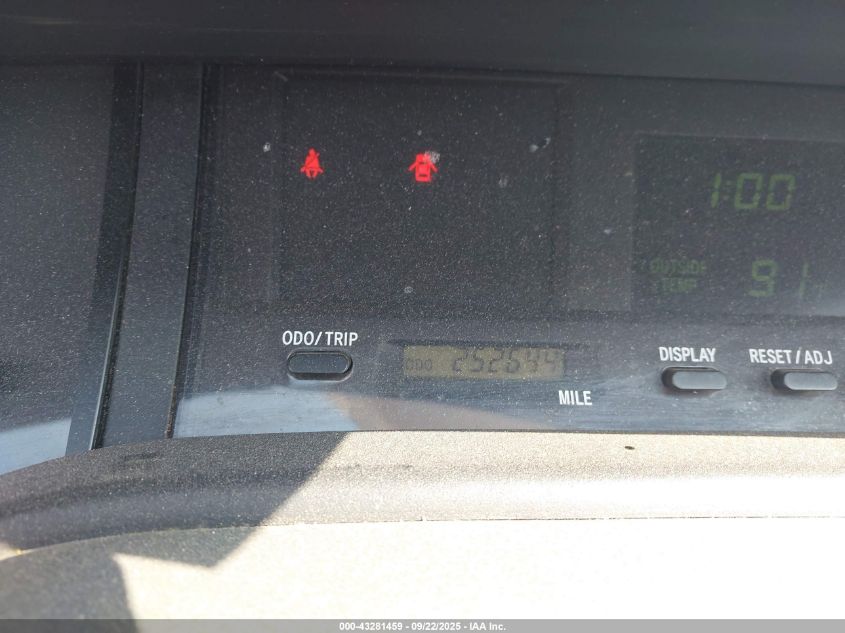 1:00
OUTSIDE
TEMP 91
ODO/TRIP
ODO 252644
MILE
DISPLAY
RESET/ADJ
000-43281459 - 09/22/2025 - IAA Inc.